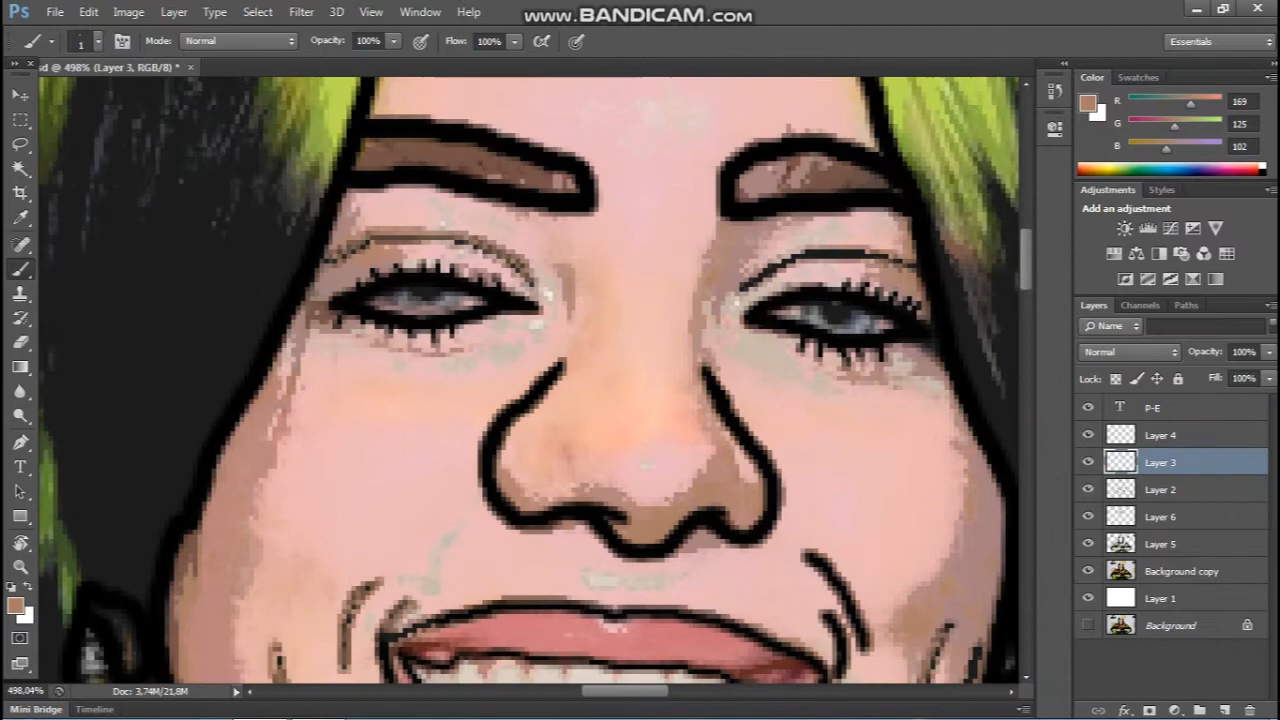 Ps File Edit Image Layer Type Select Filter 3D View Window Help
www.BANDICAM.com
1 Mode: Normal Opacity: 100% Flow: 100% Essentials
sd @ 498% (Layer 3, RGB/8) * ×
Color Swatches
R 169
G 125
B 102
Adjustments Styles
Add an adjustment
Layers Channels Paths
Name
Normal Opacity: 100%
Lock: Fill: 100%
T P-E
Layer 4
Layer 3
Layer 2
Layer 6
Layer 5
Background copy
Layer 1
Background
498,04% Doc: 3,74M/21,8M
Mini Bridge Timeline